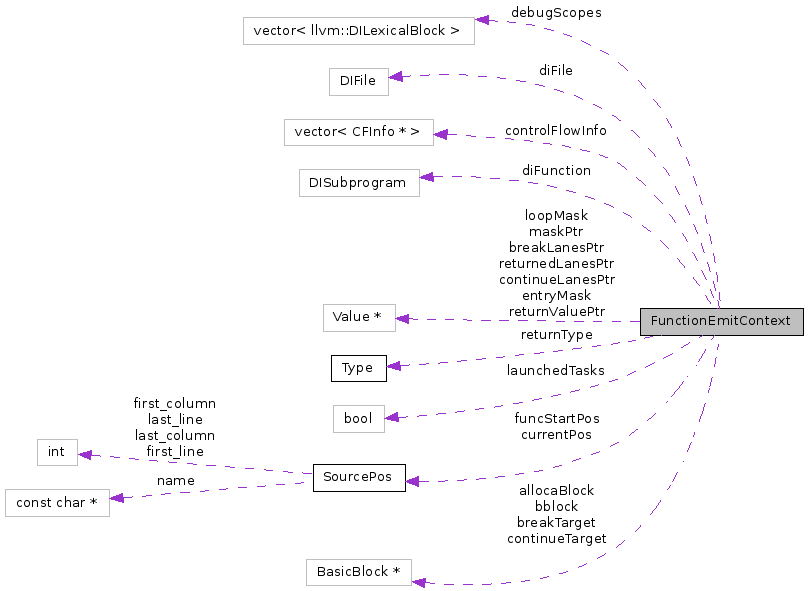 debugScopes
vector< llvm::DILexicalBlock >
diFile
DIFile
controlFlowInfo
vector< CFInfo * >
diFunction
DISubprogram
loopMask
maskPtr
breakLanesPtr
returnedLanesPtr
continueLanesPtr
entryMask
returnValuePtr
Value *
FunctionEmitContext
returnType
Type
launchedTasks
bool
funcStartPos
currentPos
first_column
last_line
last_column
first_line
int
SourcePos
name
const char *
allocaBlock
bblock
breakTarget
continueTarget
BasicBlock *